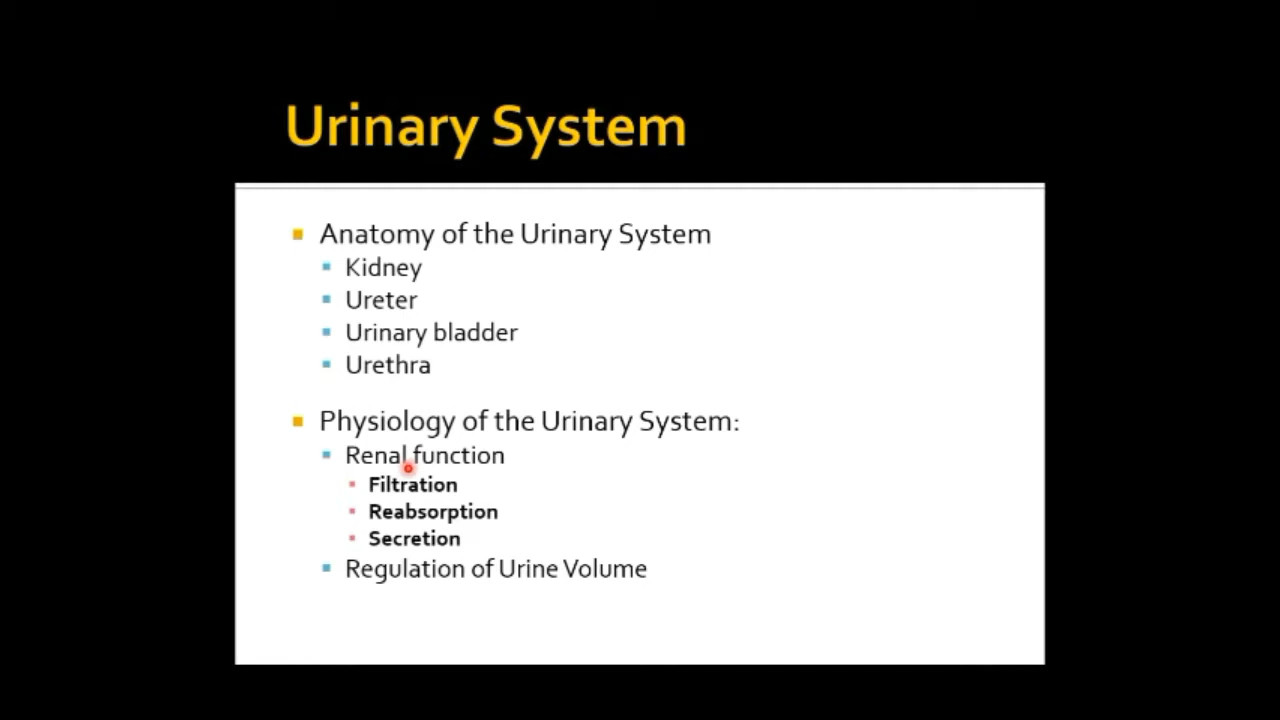 Urinary System
Anatomy of the Urinary System
Kidney
Ureter
Urinary bladder
Urethra
Physiology of the Urinary System:
Renal function
Filtration
Reabsorption
Secretion
Regulation of Urine Volume